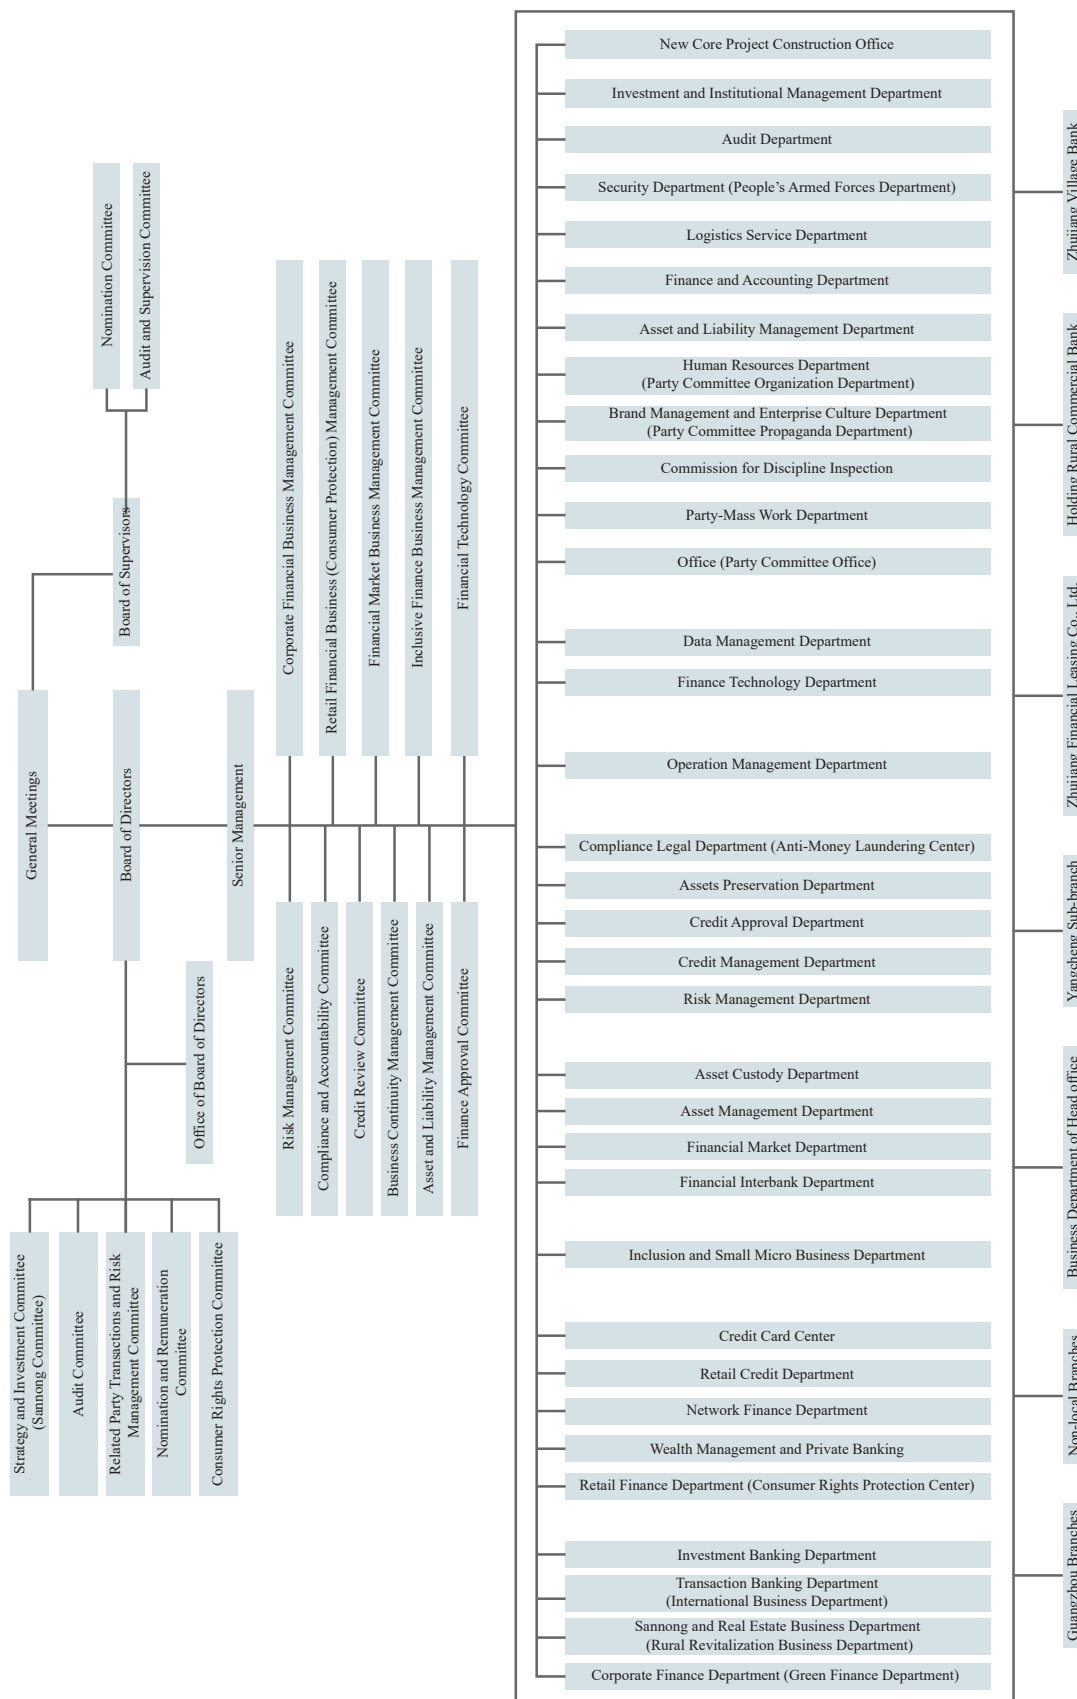 General Meetings
Board of Supervisors
Nomination Committee
Audit and Supervision Committee
Board of Directors
Office of Board of Directors
Strategy and Investment Committee
(Sannong Committee)
Audit Committee
Related Party Transactions and Risk
Management Committee
Nomination and Remuneration
Committee
Consumer Rights Protection Committee
Senior Management
Corporate Financial Business Management Committee
Retail Financial Business (Consumer Protection) Management Committee
Financial Market Business Management Committee
Inclusive Finance Business Management Committee
Financial Technology Committee
Risk Management Committee
Compliance and Accountability Committee
Credit Review Committee
Business Continuity Management Committee
Asset and Liability Management Committee
Finance Approval Committee
New Core Project Construction Office
Investment and Institutional Management Department
Audit Department
Security Department (People’s Armed Forces Department)
Logistics Service Department
Finance and Accounting Department
Asset and Liability Management Department
Human Resources Department
(Party Committee Organization Department)
Brand Management and Enterprise Culture Department
(Party Committee Propaganda Department)
Commission for Discipline Inspection
Party-Mass Work Department
Office (Party Committee Office)
Data Management Department
Finance Technology Department
Operation Management Department
Compliance Legal Department (Anti-Money Laundering Center)
Assets Preservation Department
Credit Approval Department
Credit Management Department
Risk Management Department
Asset Custody Department
Asset Management Department
Financial Market Department
Financial Interbank Department
Inclusion and Small Micro Business Department
Credit Card Center
Retail Credit Department
Network Finance Department
Wealth Management and Private Banking
Retail Finance Department (Consumer Rights Protection Center)
Investment Banking Department
Transaction Banking Department
(International Business Department)
Sannong and Real Estate Business Department
(Rural Revitalization Business Department)
Corporate Finance Department (Green Finance Department)
Zhujiang Village Bank
Holding Rural Commercial Bank
Zhujiang Financial Leasing Co., Ltd.
Yangcheng Sub-branch
Business Department of Head office
Non-local Branches
Guangzhou Branches